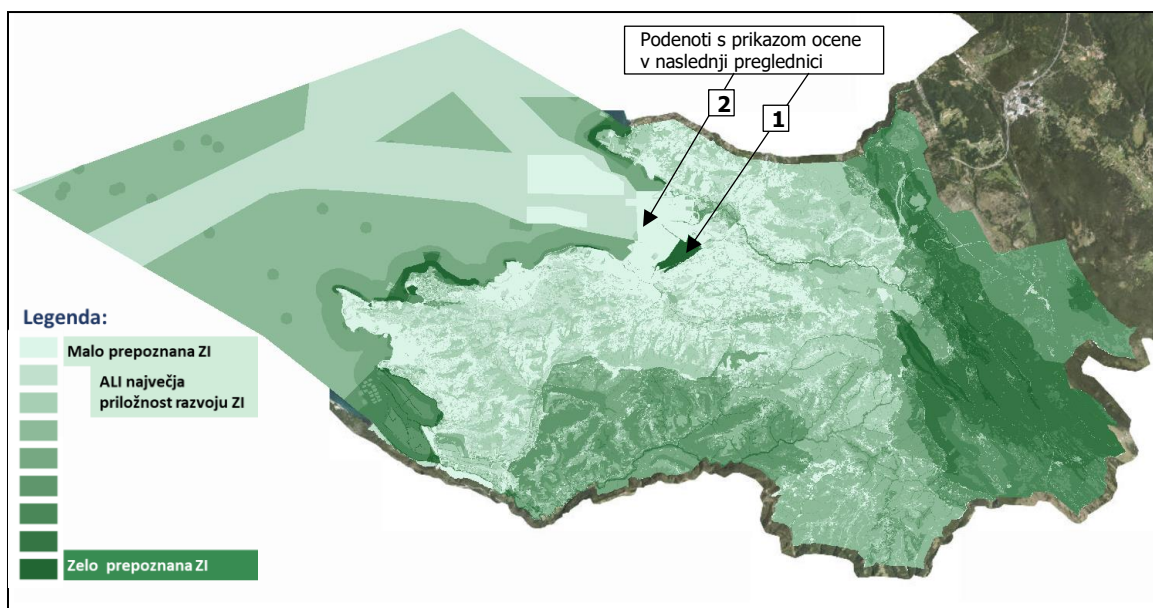 Podenoti s prikazom ocene
v naslednji preglednici
2
1
Legenda:
Malo prepoznana ZI
ALI največja
priložnost razvoju ZI
Zelo prepoznana ZI